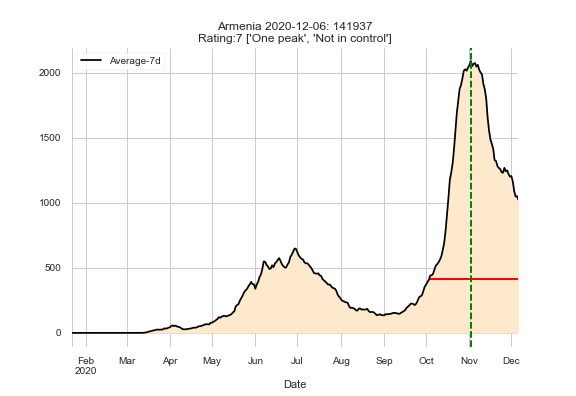 Armenia 2020-12-06: 141937
Rating:7 ['One peak', 'Not in control']
Average-7d
2000
1500
1000
500
0
Feb Mar Apr May Jun Jul Aug Sep Oct Nov Dec
2020
Date